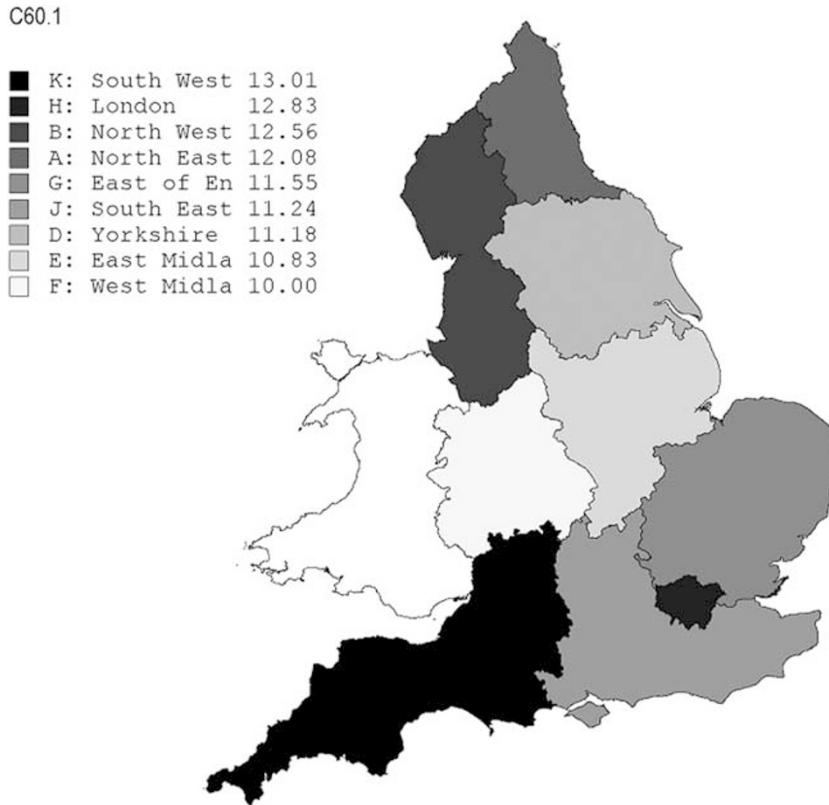 C60.1
K: South West 13.01
H: London 12.83
B: North West 12.56
A: North East 12.08
G: East of En 11.55
J: South East 11.24
D: Yorkshire 11.18
E: East Midla 10.83
F: West Midla 10.00